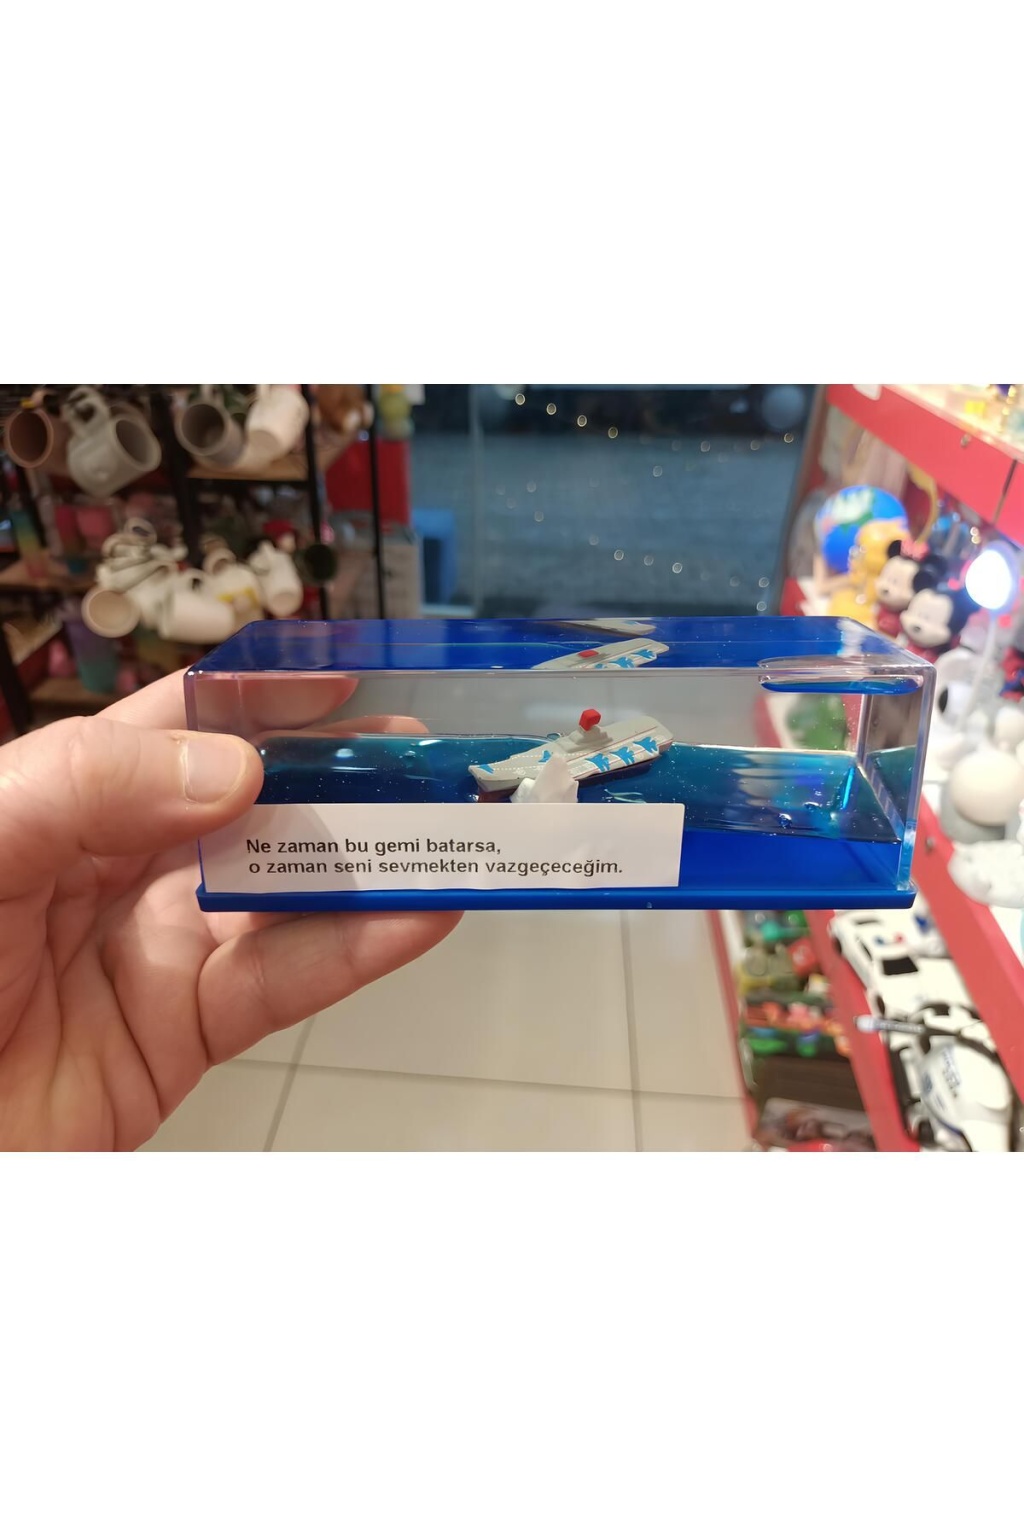 Ne zaman bu gemi batarsa,
o zaman seni sevmekten vazgeçeceğim.